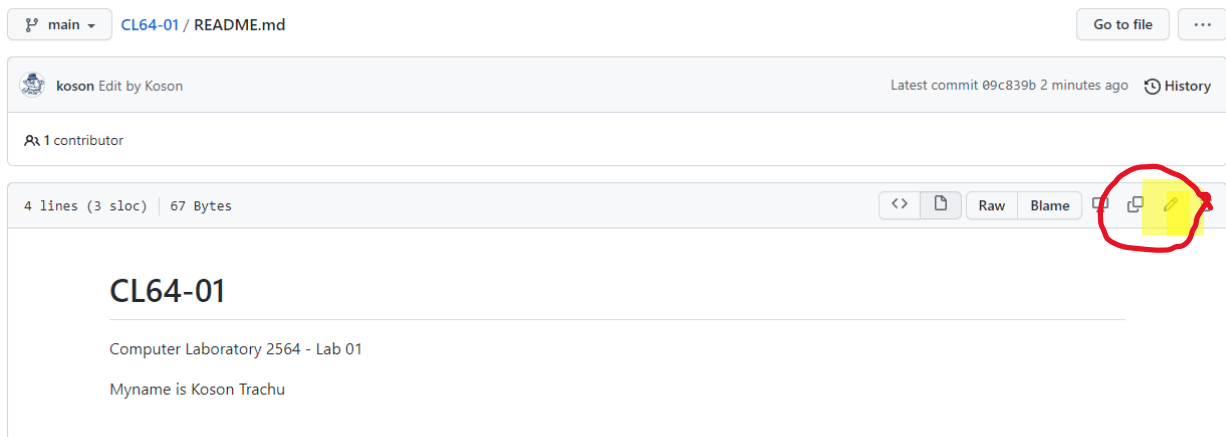 main
CL64-01 / README.md
Go to file
...
koson Edit by Koson
Latest commit 09c839b 2 minutes ago
History
1 contributor
4 lines (3 sloc) 67 Bytes
<>
Raw
Blame
CL64-01
Computer Laboratory 2564 - Lab 01
Myname is Koson Trachu